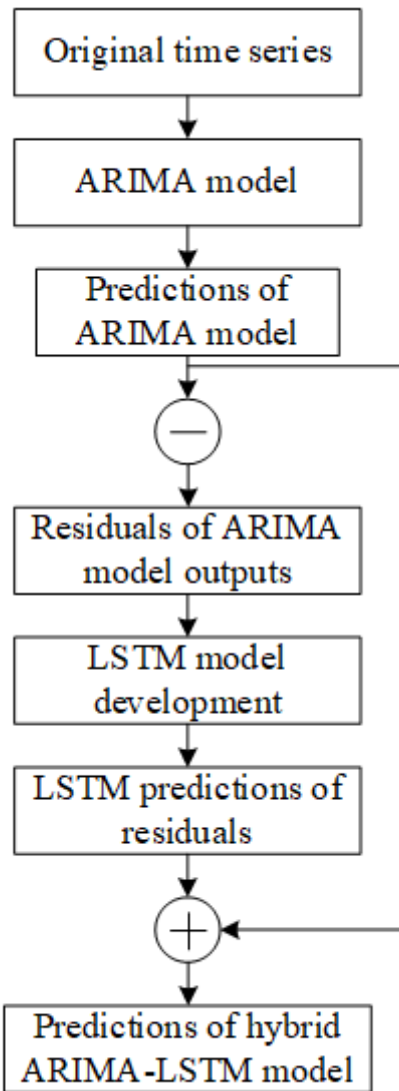 Original time series
ARIMA model
Predictions of
ARIMA model
−
Residuals of ARIMA
model outputs
LSTM model
development
LSTM predictions of
residuals
+
Predictions of hybrid
ARIMA-LSTM model